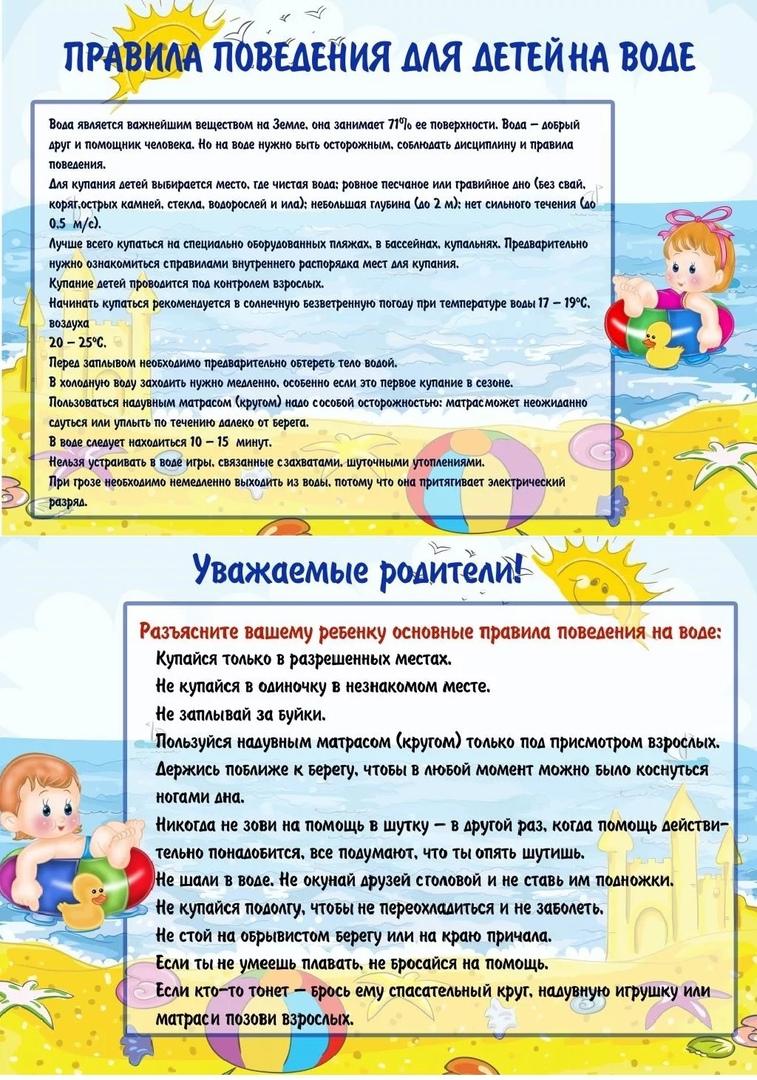 ПРАВИЛА ПОВЕДЕНИЯ ДЛЯ ДЕТЕЙ НА ВОДЕ
Вода является важнейшим веществом на Земле, она занимает 71% ее поверхности. Вода – добрый
друг и помощник человека. Но на воде нужно быть осторожным, соблюдать дисциплину и правила
поведения.
Для купания детей выбирается место, где чистая вода; ровное песчаное или гравийное дно (без свай,
коряг,острых камней, стекла, водорослей и ила); небольшая глубина (до 2 м); нет сильного течения (до
0,5 м/с).
Лучше всего купаться на специально оборудованных пляжах, в бассейнах, купальнях. Предварительно
нужно ознакомиться с правилами внутреннего распорядка мест для купания.
Купание детей проводится под контролем взрослых.
Начинать купаться рекомендуется в солнечную безветренную погоду при температуре воды 17 – 19°С,
воздуха
20 – 25°С.
Перед заплывом необходимо предварительно обтереть тело водой.
В холодную воду заходить нужно медленно, особенно если это первое купание в сезоне.
Пользоваться надувным матрасом (кругом) надо с особой осторожностью: матрас может неожиданно
сдуться или уплыть по течению далеко от берега.
В воде следует находиться 10 – 15 минут.
Нельзя устраивать в воде игры, связанные с захватами, шуточными утоплениями.
При грозе необходимо немедленно выходить из воды, потому что она притягивает электрический
разряд.
Уважаемые родители!
Разъясните вашему ребенку основные правила поведения на воде:
Купайся только в разрешенных местах.
Не купайся в одиночку в незнакомом месте.
Не заплывай за буйки.
Пользуйся надувным матрасом (кругом) только под присмотром взрослых.
Держись поближе к берегу, чтобы в любой момент можно было коснуться
ногами дна.
Никогда не зови на помощь в шутку – в другой раз, когда помощь действи-
тельно понадобится, все подумают, что ты опять шутишь.
Не шали в воде. Не окунай друзей с головой и не ставь им подножки.
Не купайся подолгу, чтобы не переохладиться и не заболеть.
Не стой на обрывистом берегу или на краю причала.
Если ты не умеешь плавать, не бросайся на помощь.
Если кто-то тонет – брось ему спасательный круг, надувную игрушку или
матрас и позови взрослых.